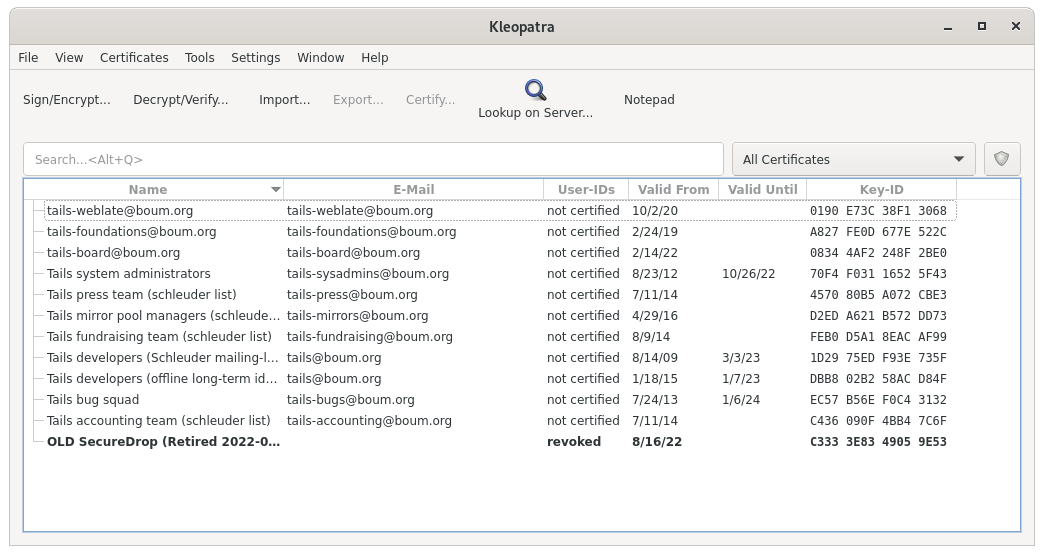 Kleopatra
File View Certificates Tools Settings Window Help
Sign/Encrypt... Decrypt/Verify... Import... Export... Certify... Lookup on Server... Notepad
Search...<Alt+Q> All Certificates
Name E-Mail User-IDs Valid From Valid Until Key-ID
tails-weblate@boum.org tails-weblate@boum.org not certified 10/2/20 0190 E73C 38F1 3068
tails-foundations@boum.org tails-foundations@boum.org not certified 2/24/19 A827 FE0D 677E 522C
tails-board@boum.org tails-board@boum.org not certified 2/14/22 0834 4AF2 248F 2BE0
Tails system administrators tails-sysadmins@boum.org not certified 8/23/12 10/26/22 70F4 F031 1652 5F43
Tails press team (schleuder list) tails-press@boum.org not certified 7/11/14 4570 80B5 A072 CBE3
Tails mirror pool managers (schleude... tails-mirrors@boum.org not certified 4/29/16 D2ED A621 B572 DD73
Tails fundraising team (schleuder list) tails-fundraising@boum.org not certified 8/9/14 FEB0 D5A1 8EAC AF99
Tails developers (Schleuder mailing-l... tails@boum.org not certified 8/14/09 3/3/23 1D29 75ED F93E 735F
Tails developers (offline long-term id... tails@boum.org not certified 1/18/15 1/7/23 DBB8 02B2 58AC D84F
Tails bug squad tails-bugs@boum.org not certified 7/24/13 1/6/24 EC57 B56E F0C4 3132
Tails accounting team (schleuder list) tails-accounting@boum.org not certified 7/11/14 C436 090F 4BB4 7C6F
OLD SecureDrop (Retired 2022-0... revoked 8/16/22 C333 3E83 4905 9E53